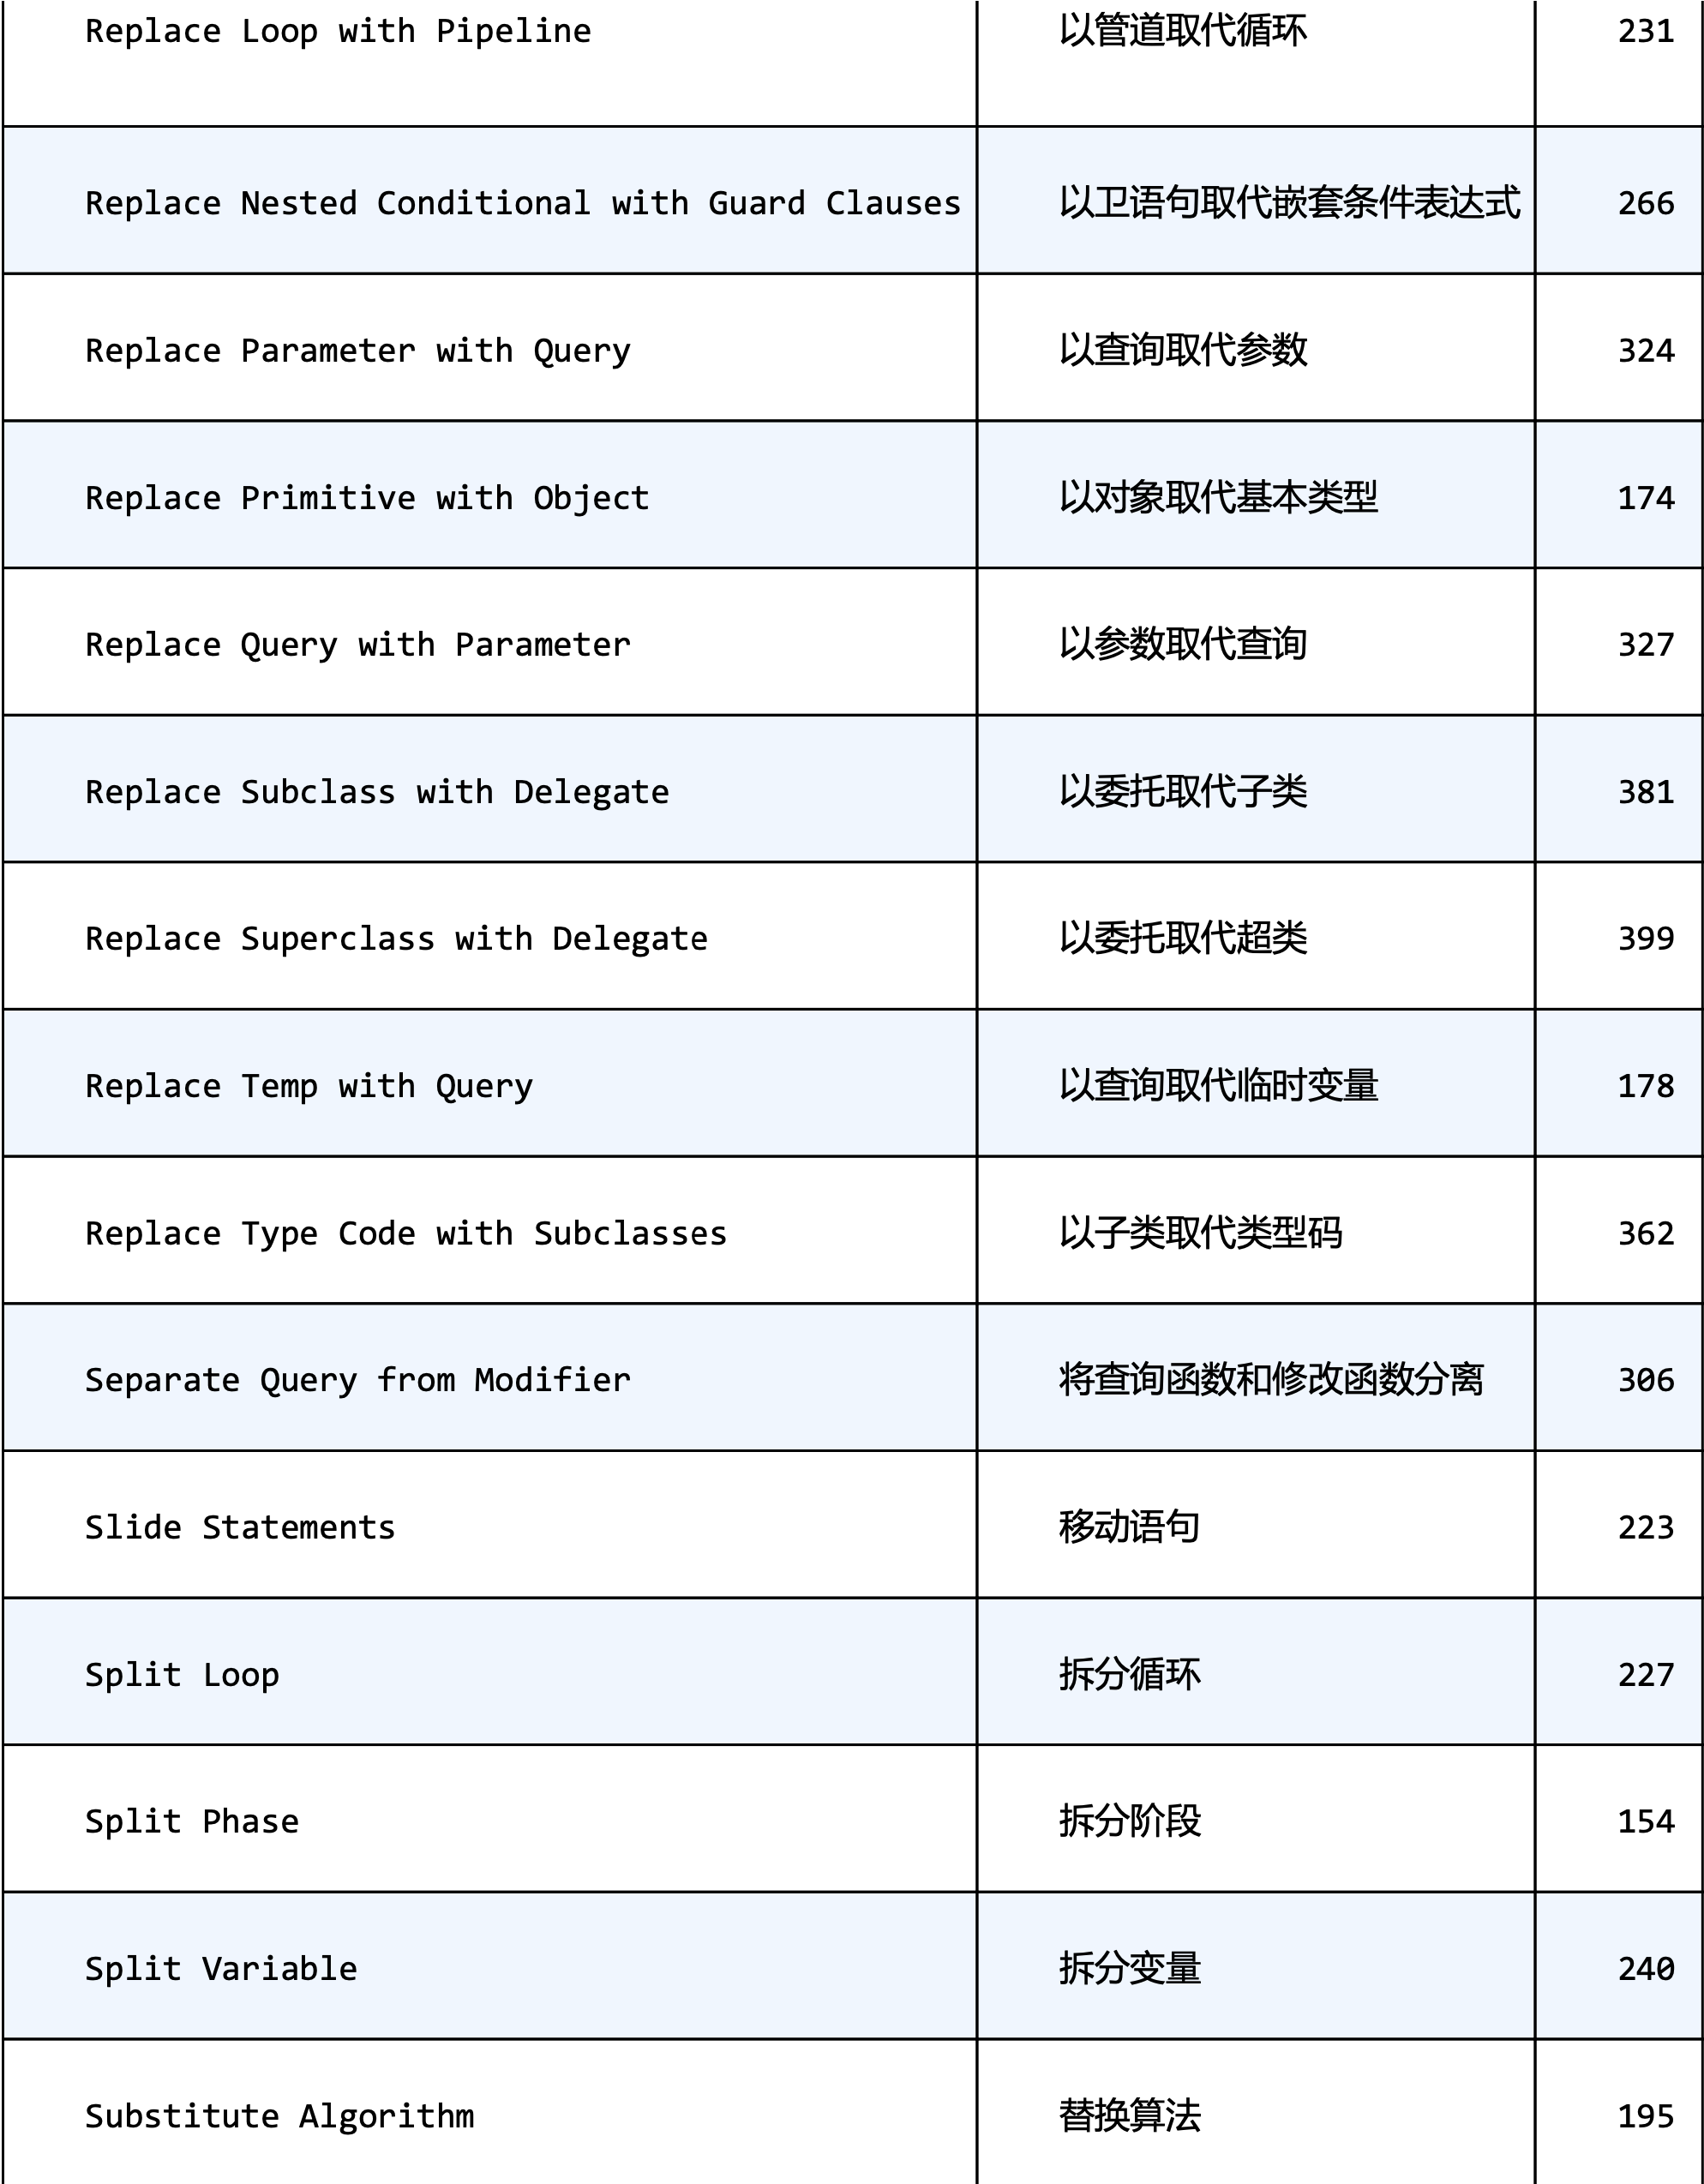 Replace Loop with Pipeline 以管道取代循环 231
Replace Nested Conditional with Guard Clauses 以卫语句取代嵌套条件表达式 266
Replace Parameter with Query 以查询取代参数 324
Replace Primitive with Object 以对象取代基本类型 174
Replace Query with Parameter 以参数取代查询 327
Replace Subclass with Delegate 以委托取代子类 381
Replace Superclass with Delegate 以委托取代超类 399
Replace Temp with Query 以查询取代临时变量 178
Replace Type Code with Subclasses 以子类取代类型码 362
Separate Query from Modifier 将查询函数和修改函数分离 306
Slide Statements 移动语句 223
Split Loop 拆分循环 227
Split Phase 拆分阶段 154
Split Variable 拆分变量 240
Substitute Algorithm 替换算法 195